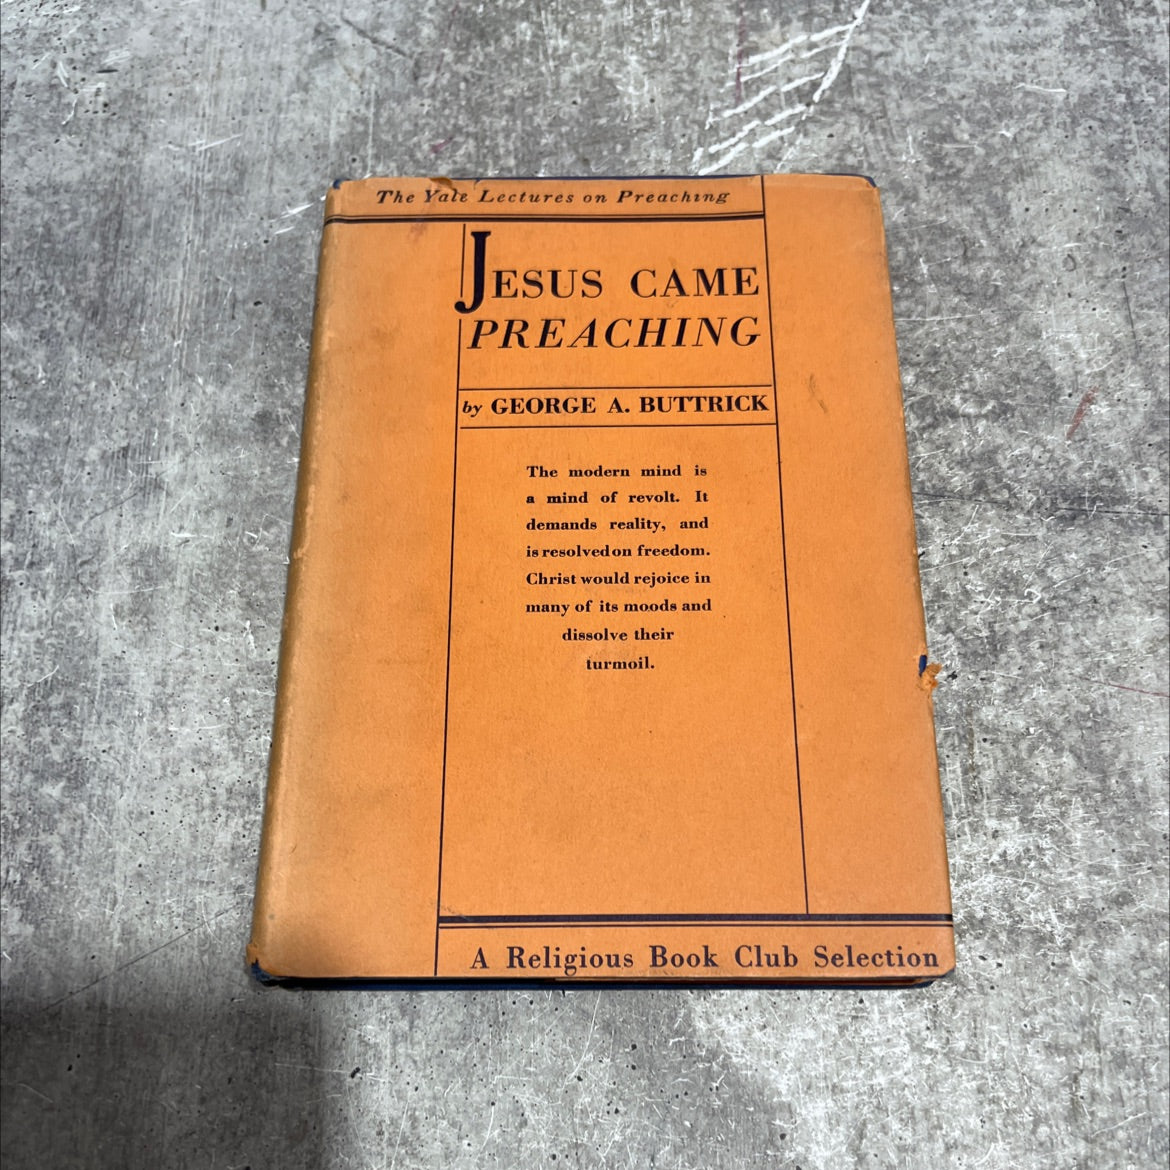 The Yale Lectures on Preaching
JESUS CAME
PREACHING
by GEORGE A. BUTTRICK
The modern mind is
a mind of revolt. It
demands reality, and
is resolved on freedom.
Christ would rejoice in
many of its moods and
dissolve their
turmoil.
A Religious Book Club Selection